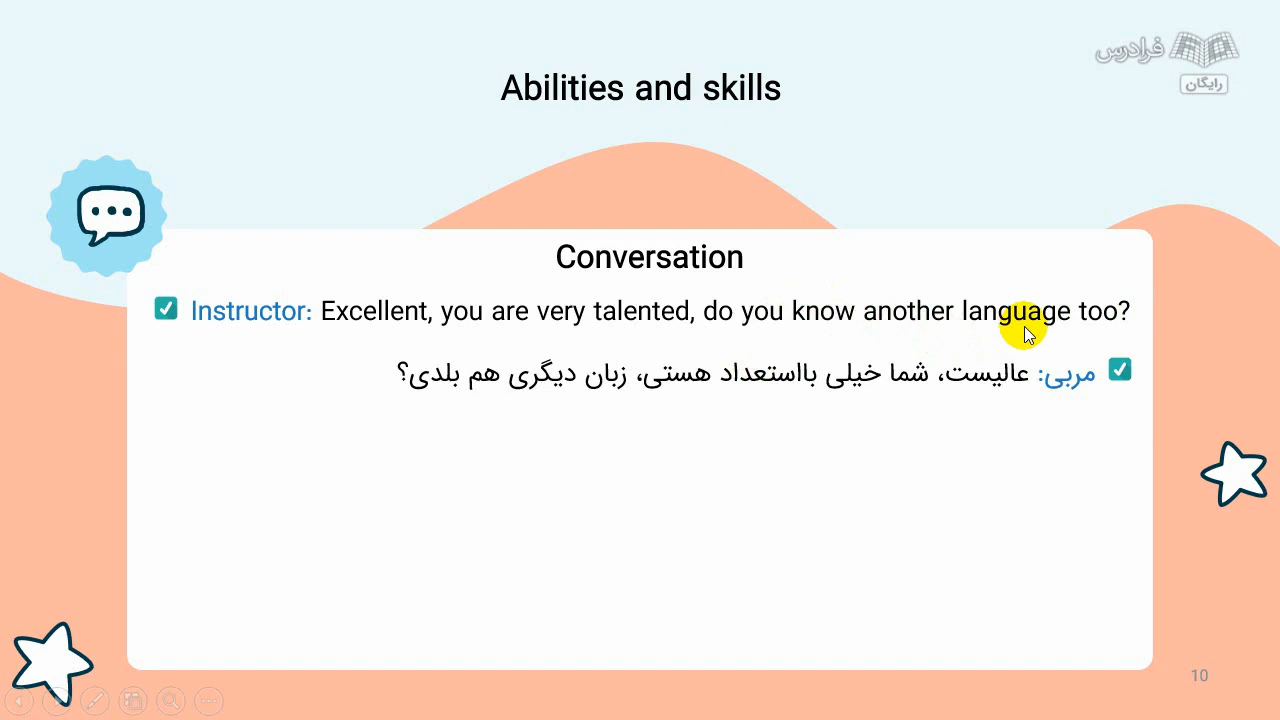 فرادرس
رایگان
Abilities and skills
Conversation
Instructor: Excellent, you are very talented, do you know another language too?
مربی: عالیست، شما خیلی بااستعداد هستی، زبان دیگری هم بلدی؟
10